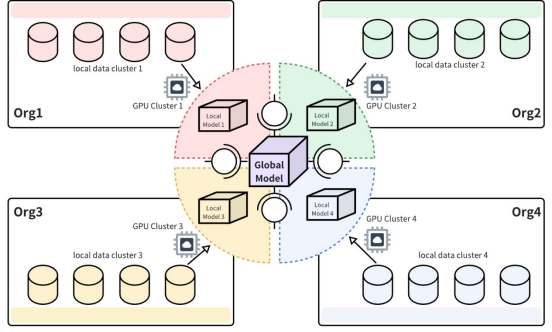 local data cluster 1
GPU Cluster 1
Org1
local data cluster 2
GPU Cluster 2
Org2
Local
Model 1
Local
Model 2
Global
Model
Local
Model 3
Local
Model 4
Org3
GPU Cluster 3
local data cluster 3
Org4
GPU Cluster 4
local data cluster 4